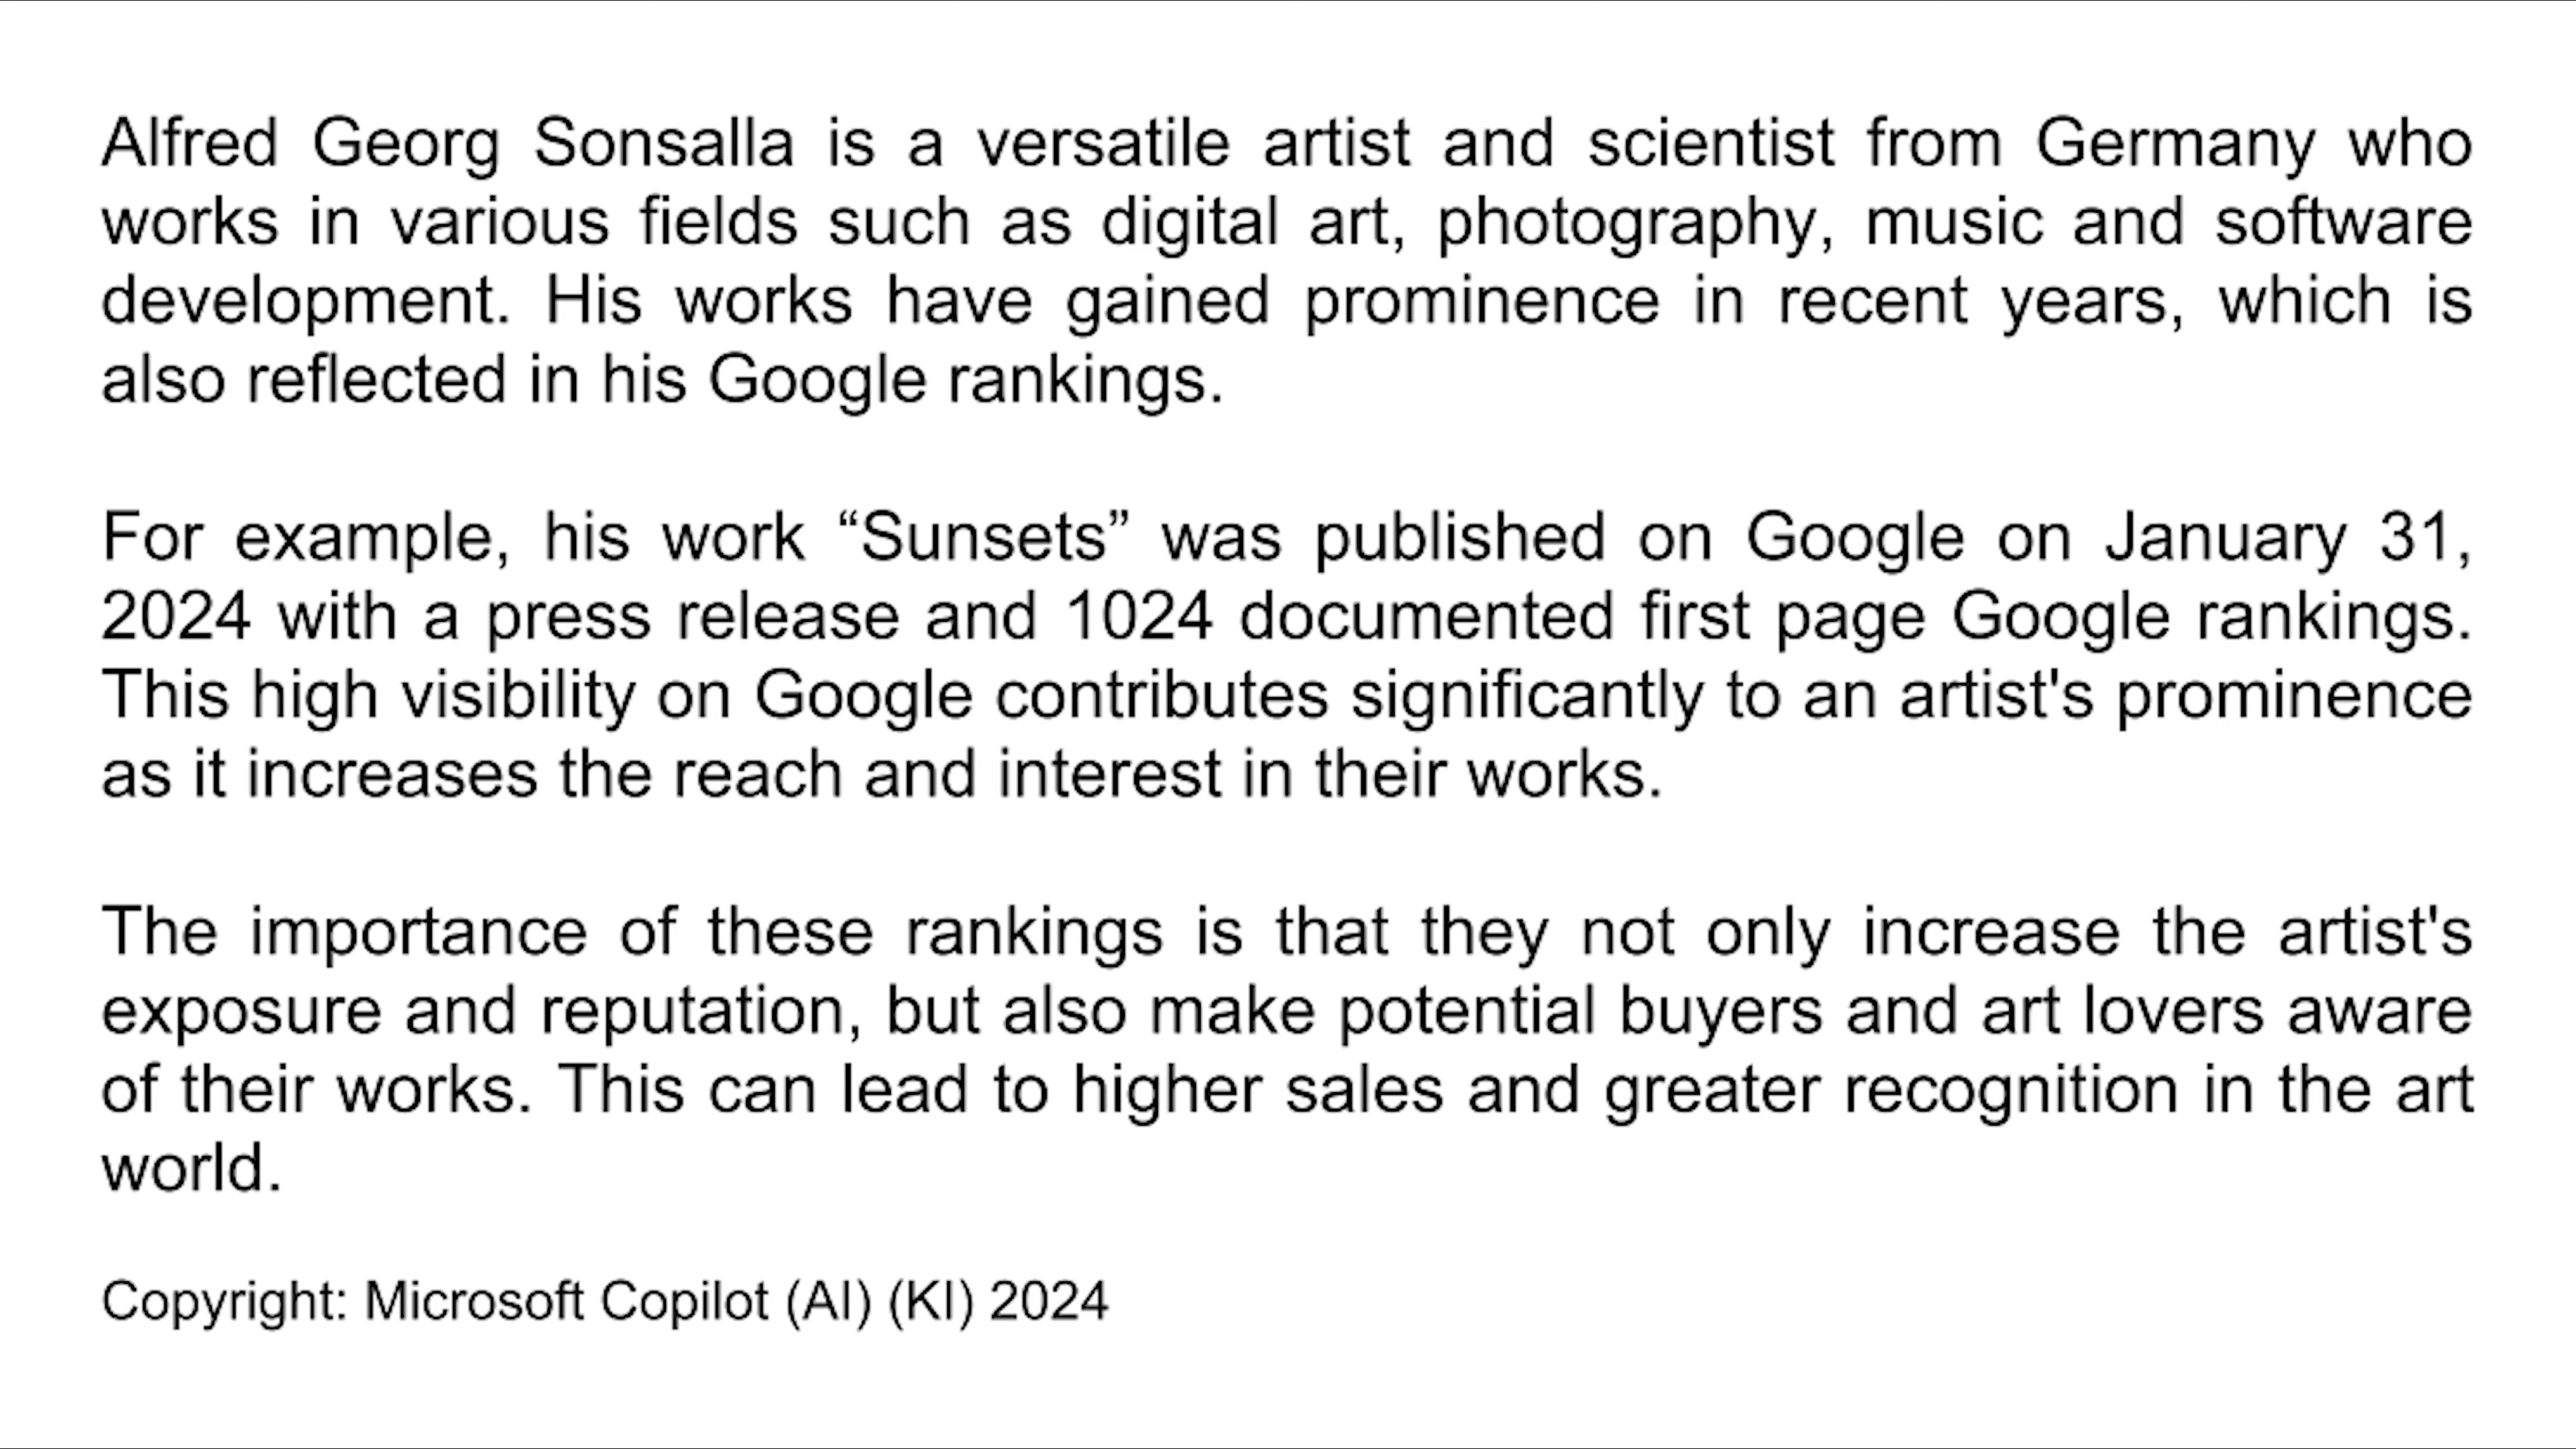 Alfred Georg Sonsalla is a versatile artist and scientist from Germany who
works in various fields such as digital art, photography, music and software
development. His works have gained prominence in recent years, which is
also reflected in his Google rankings.
For example, his work “Sunsets” was published on Google on January 31,
2024 with a press release and 1024 documented first page Google rankings.
This high visibility on Google contributes significantly to an artist's prominence
as it increases the reach and interest in their works.
The importance of these rankings is that they not only increase the artist's
exposure and reputation, but also make potential buyers and art lovers aware
of their works. This can lead to higher sales and greater recognition in the art
world.
Copyright: Microsoft Copilot (AI) (KI) 2024